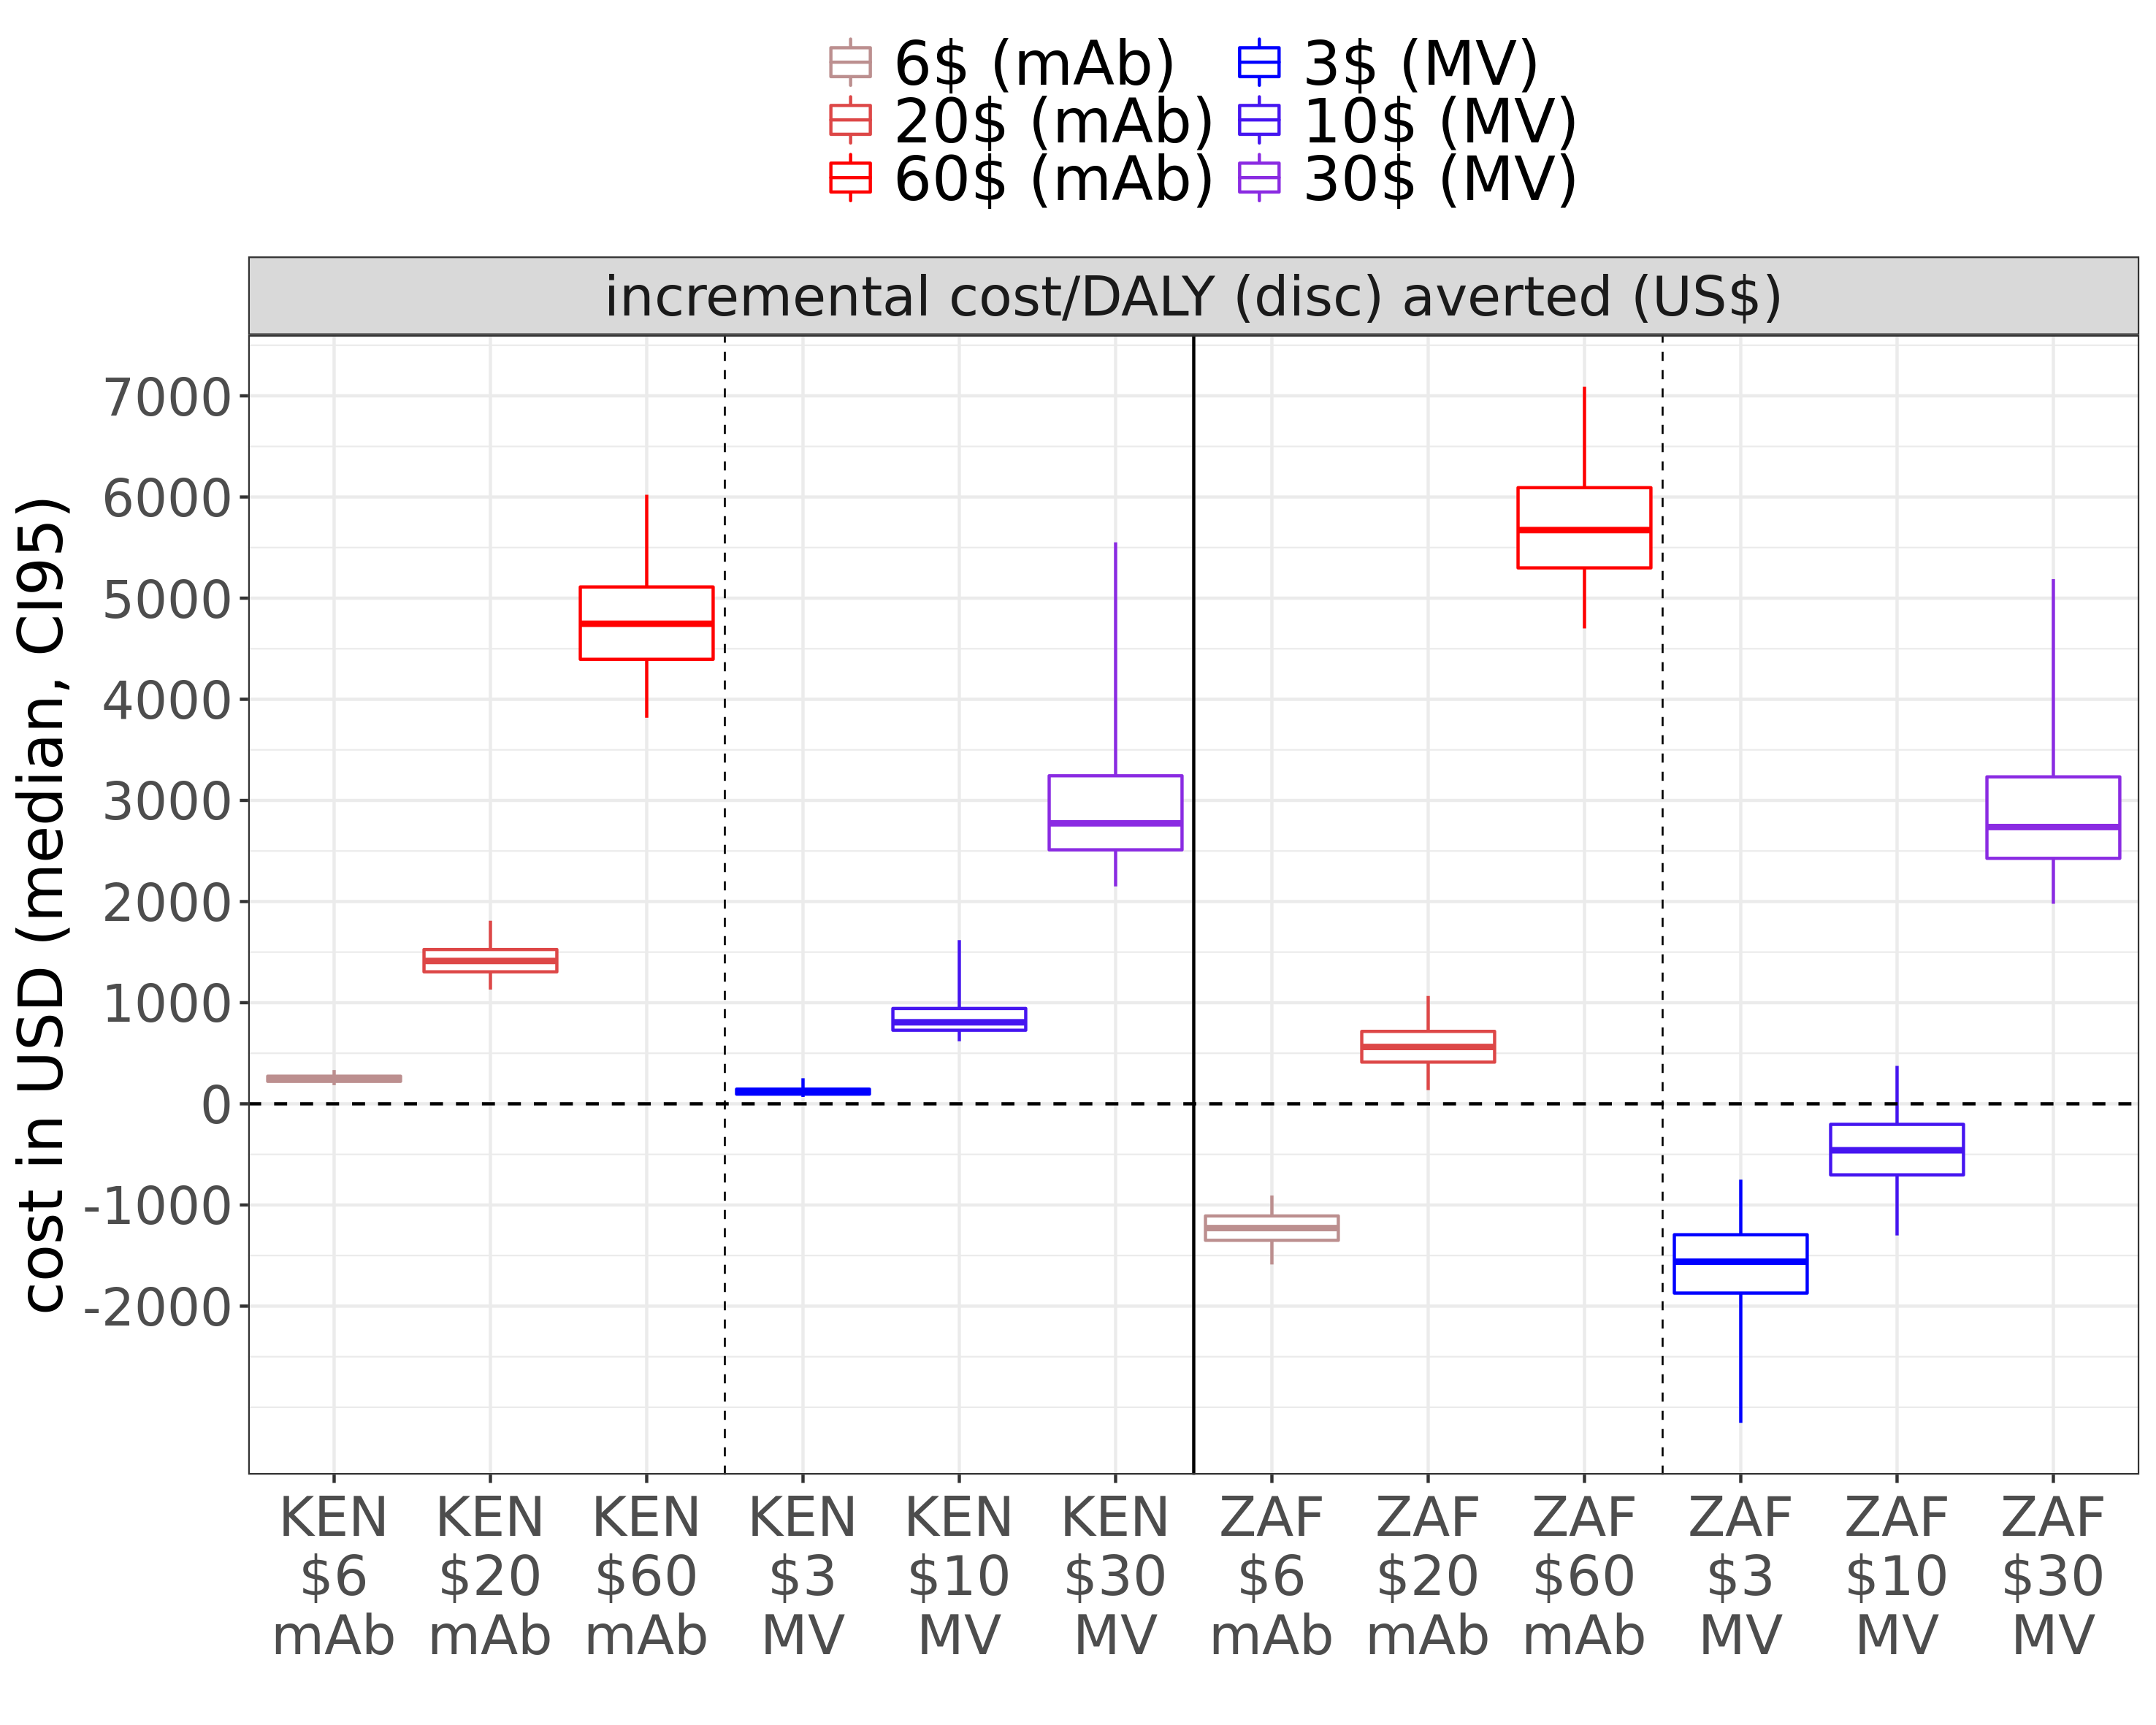 6$ (mAb) 3$ (MV)
20$ (mAb) 10$ (MV)
60$ (mAb) 30$ (MV)
incremental cost/DALY (disc) averted (US$)
cost in USD (median, CI95)
7000
6000
5000
4000
3000
2000
1000
0
-1000
-2000
KEN KEN KEN KEN KEN KEN ZAF ZAF ZAF ZAF ZAF ZAF
$6 $20 $60 $3 $10 $30 $6 $20 $60 $3 $10 $30
mAb mAb mAb MV MV MV mAb mAb mAb MV MV MV